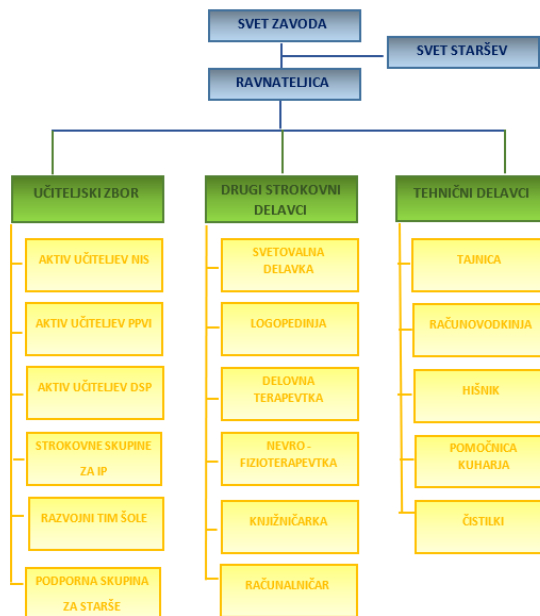 SVET ZAVODA
SVET STARŠEV
RAVNATELJICA
UČITELJSKI ZBOR
AKTIV UČITELJEV NIS
AKTIV UČITELJEV PPVI
AKTIV UČITELJEV DSP
STROKOVNE SKUPINE
ZA IP
RAZVOJNI TIM ŠOLE
PODPORNA SKUPINA
ZA STARŠE
DRUGI STROKOVNI
DELAVCI
SVETOVALNA
DELAVKA
LOGOPEDINJA
DELOVNA
TERAPEVTKA
NEVRO -
FIZIOTERAPEVTKA
KNJIŽNIČARKA
RAČUNALNIČAR
TEHNIČNI DELAVCI
TAJNICA
RAČUNOVODKINJA
HIŠNIK
POMOČNICA
KUHARJA
ČISTILKI